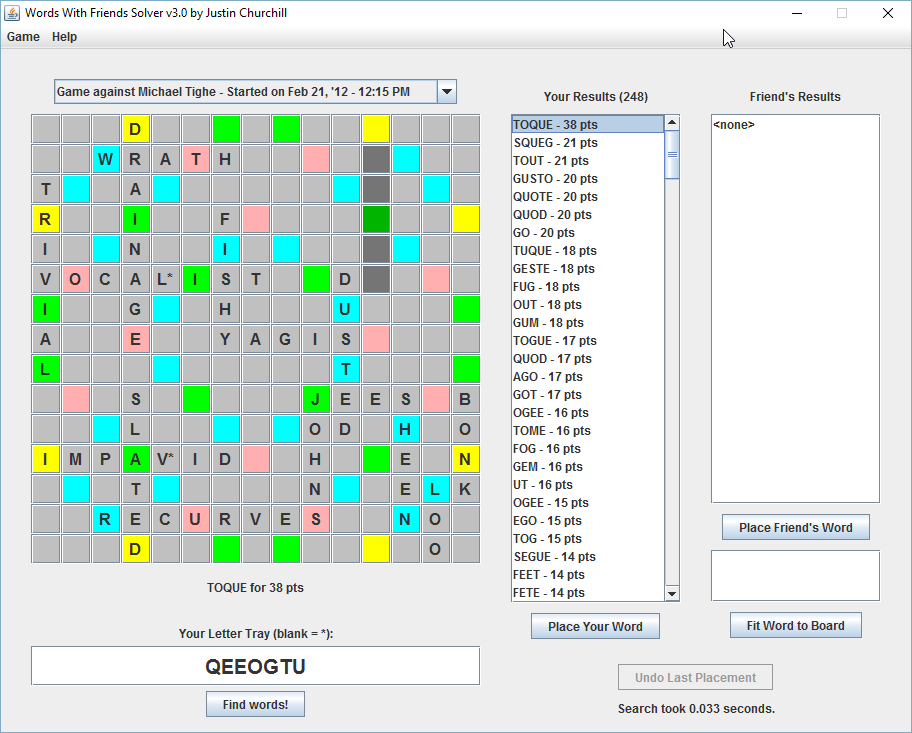 Words With Friends Solver v3.0 by Justin Churchill
Game Help
Game against Michael Tighe - Started on Feb 21, '12 - 12:15 PM
D
W R A T H
T A
R I F
I N I
V O C A L* I S T D
I G H U
A E Y A G I S
L T
S J E E S B
L O D H O
I M P A V* I D H E N
T N E L K
R E C U R V E S N O
D O
TOQUE for 38 pts
Your Letter Tray (blank = *):
QEEOGTU
Find words!
Your Results (248)
TOQUE - 38 pts
SQUEG - 21 pts
TOUT - 21 pts
GUSTO - 20 pts
QUOTE - 20 pts
QUOD - 20 pts
GO - 20 pts
TUQUE - 18 pts
GESTE - 18 pts
FUG - 18 pts
OUT - 18 pts
GUM - 18 pts
TOGUE - 17 pts
QUOD - 17 pts
AGO - 17 pts
GOT - 17 pts
OGEE - 16 pts
TOME - 16 pts
FOG - 16 pts
GEM - 16 pts
UT - 16 pts
OGEE - 15 pts
EGO - 15 pts
TOG - 15 pts
SEGUE - 14 pts
FEET - 14 pts
FETE - 14 pts
Place Your Word
Friend's Results
<none>
Place Friend's Word
Fit Word to Board
Undo Last Placement
Search took 0.033 seconds.